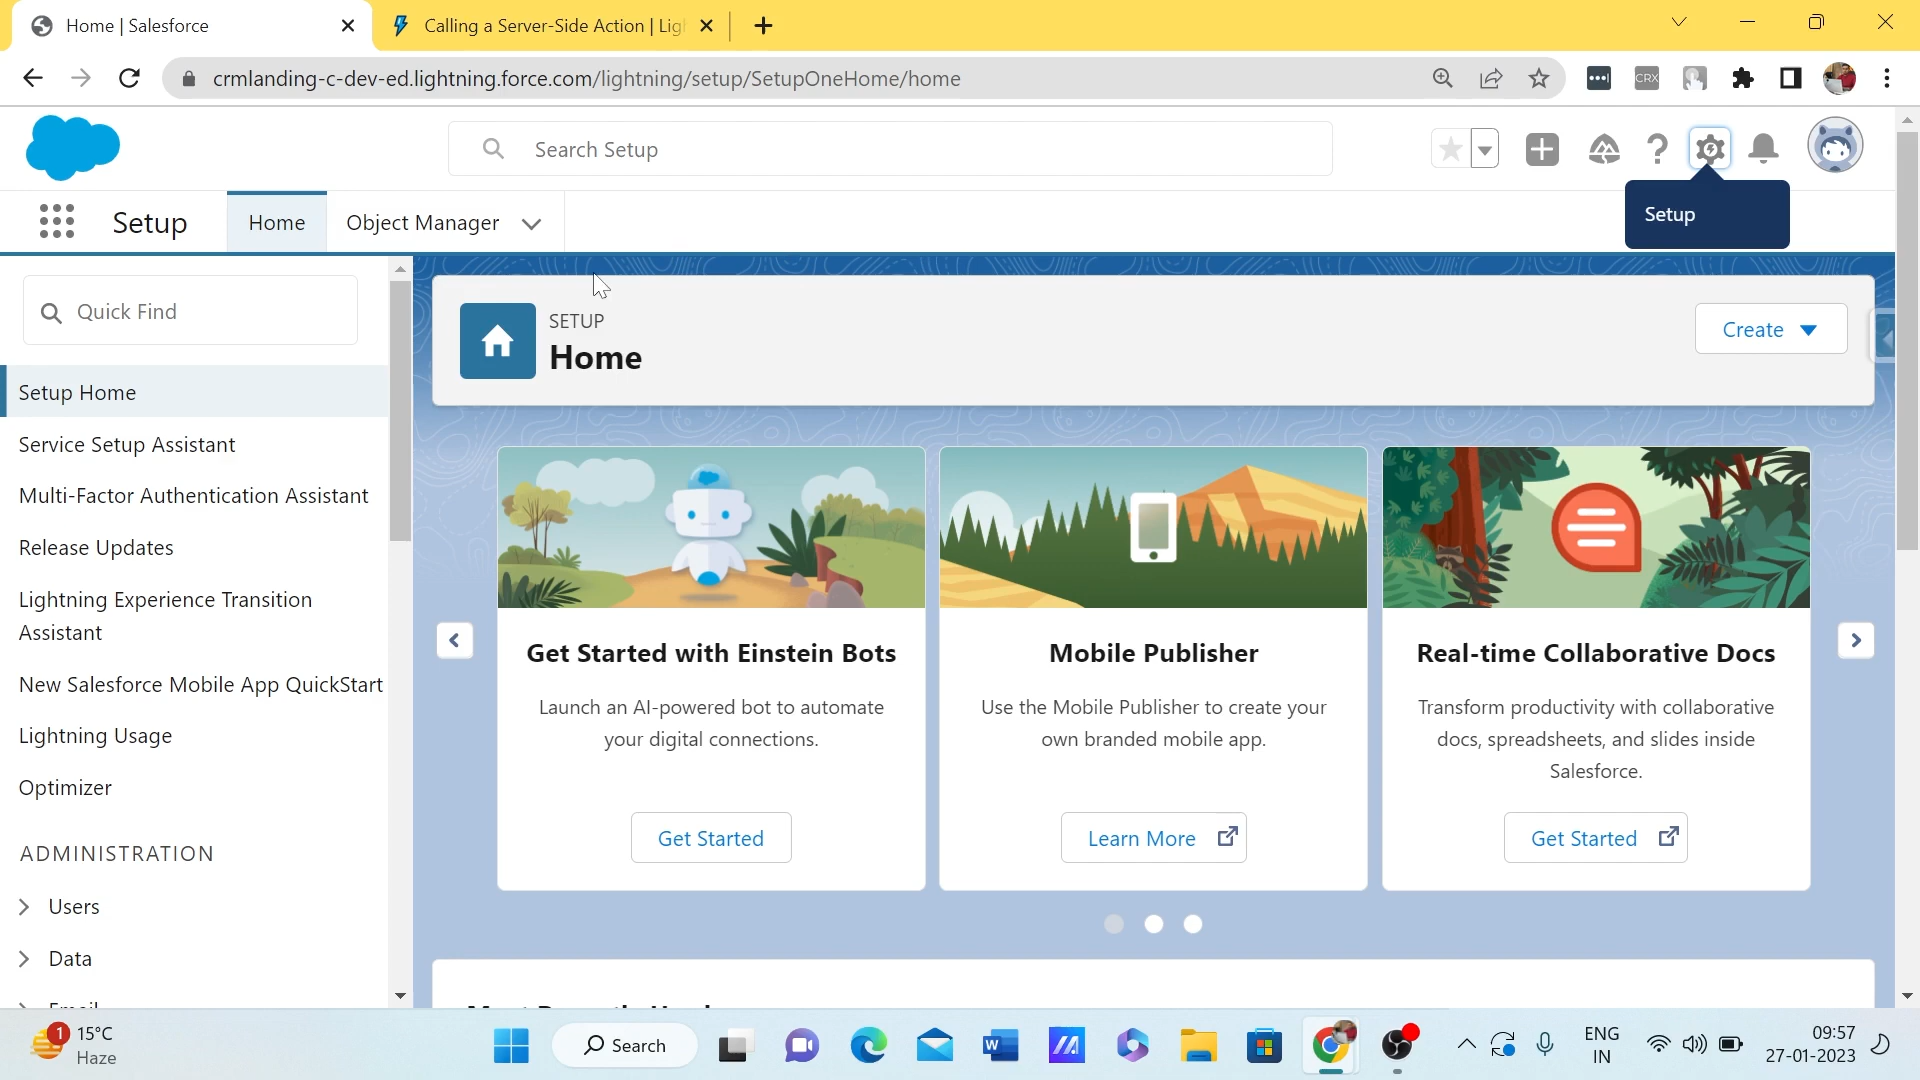 Home | Salesforce
Calling a Server-Side Action | Lig
crmlanding-c-dev-ed.lightning.force.com/lightning/setup/SetupOneHome/home
CRX
Search Setup
Setup
Setup
Home
Object Manager
Quick Find
SETUP
Home
Create
Setup Home
Service Setup Assistant
Multi-Factor Authentication Assistant
Release Updates
Lightning Experience Transition
Assistant
New Salesforce Mobile App QuickStart
Lightning Usage
Optimizer
ADMINISTRATION
Users
Data
Get Started with Einstein Bots
Launch an AI-powered bot to automate
your digital connections.
Get Started
Mobile Publisher
Use the Mobile Publisher to create your
own branded mobile app.
Learn More
Real-time Collaborative Docs
Transform productivity with collaborative
docs, spreadsheets, and slides inside
Salesforce.
Get Started
1
15°C
Haze
Search
W
ENG
IN
09:57
27-01-2023